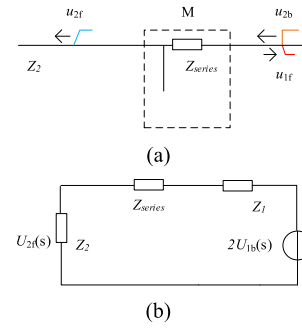 u2f
M
u2b
Z2
Zseries
u1f
(a)
Zseries
Z1
U2f(s)
Z2
2U1b(s)
(b)